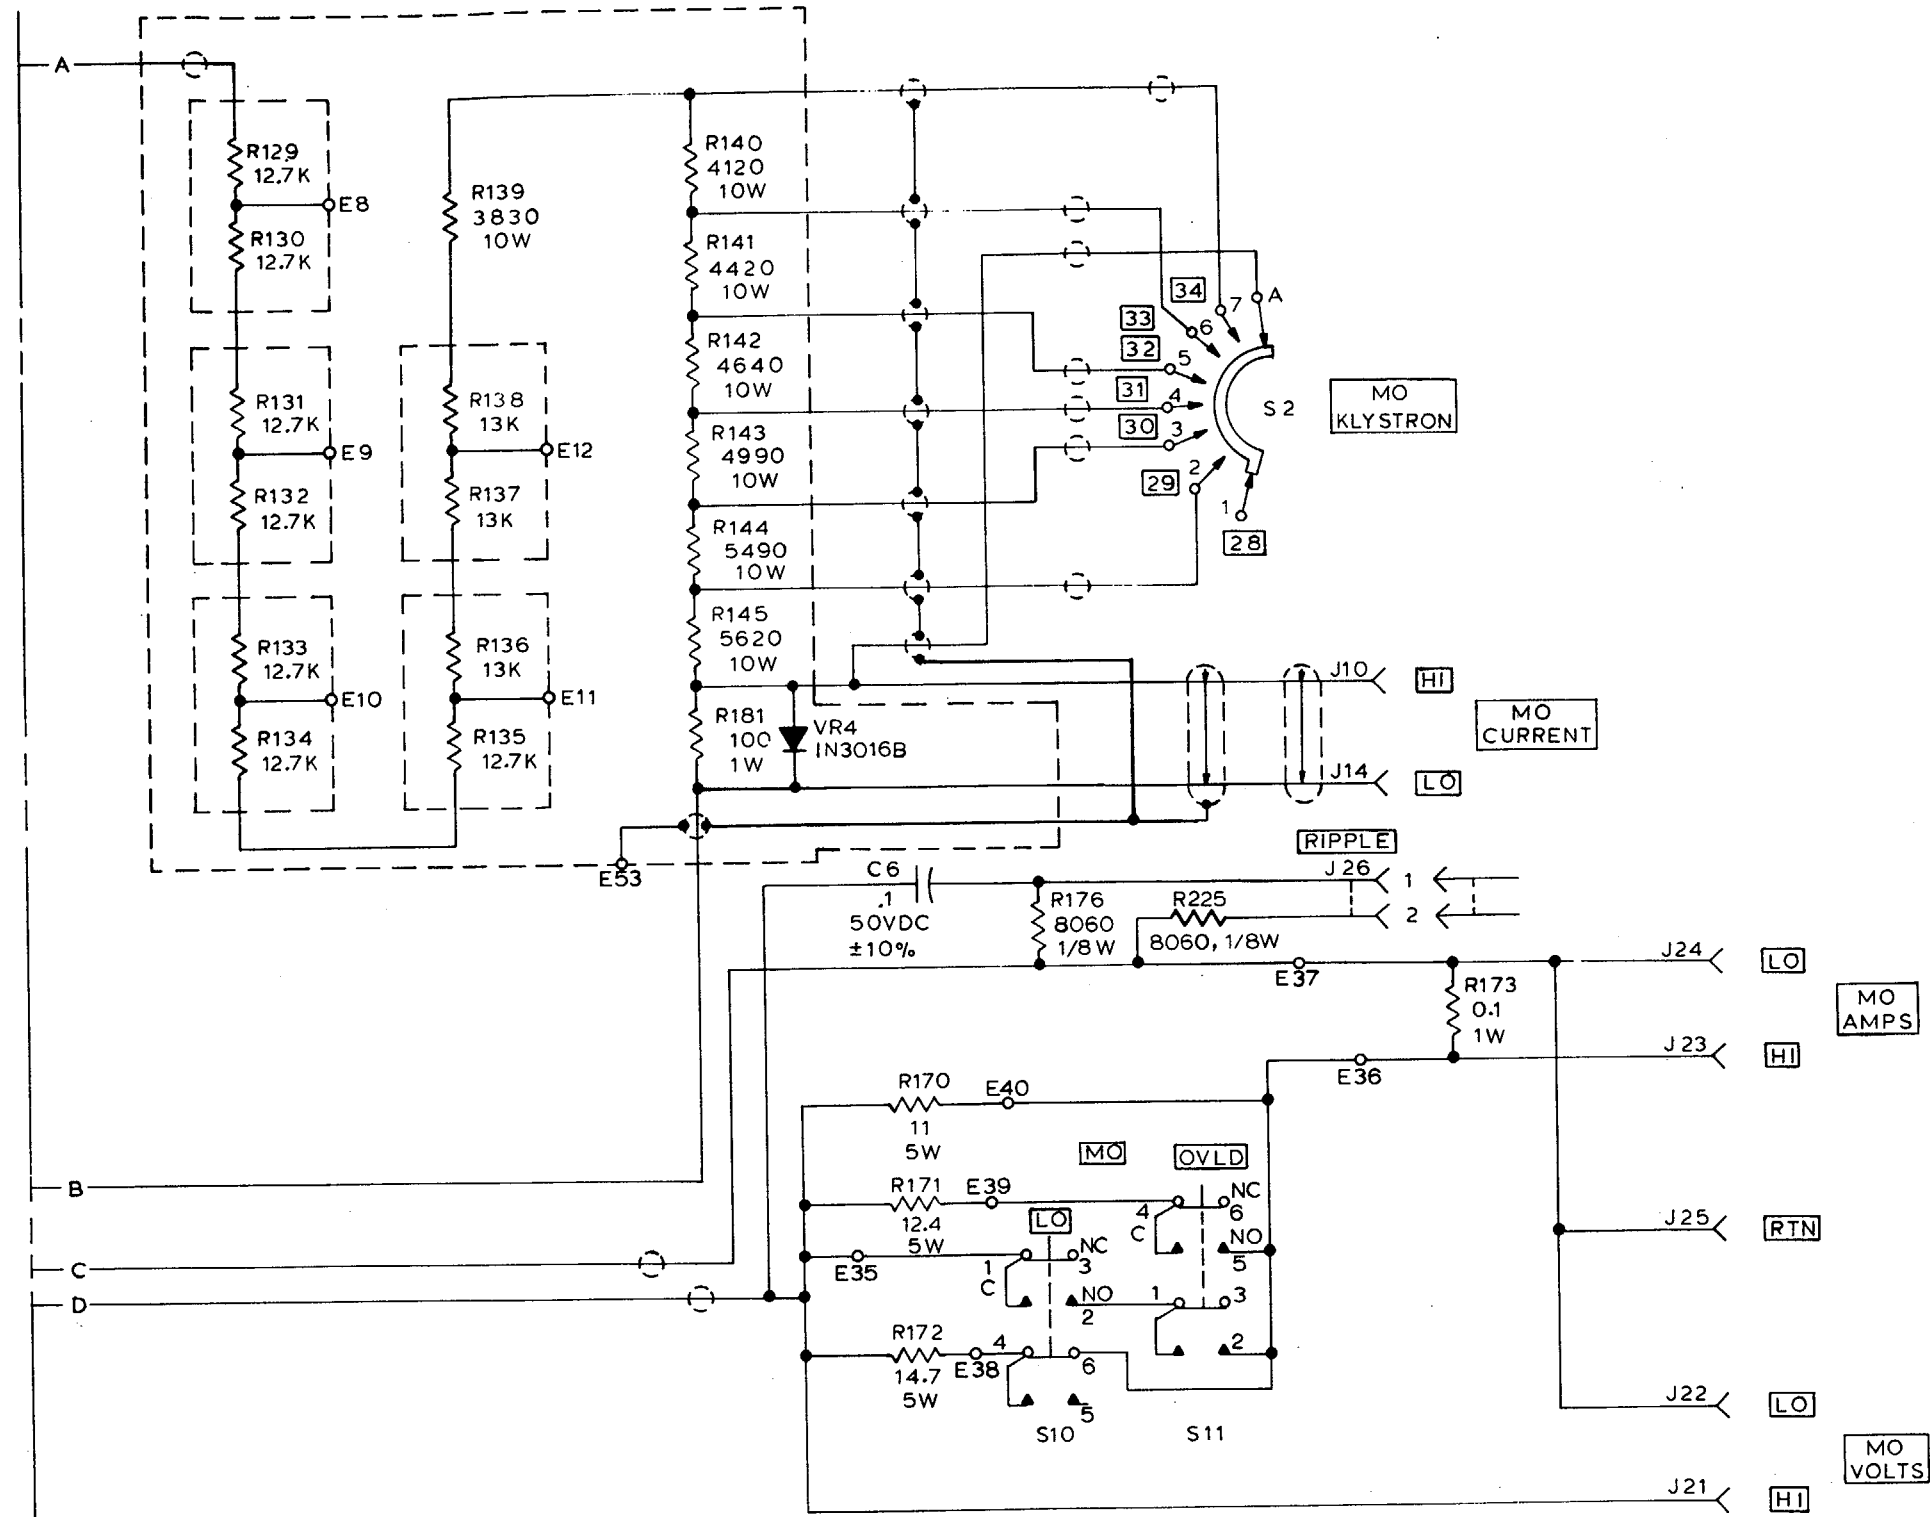 A
R129
12.7K
E8
R130
12.7K
R131
12.7K
E9
R132
12.7K
R133
12.7K
E10
R134
12.7K
R139
3830
10W
R138
13K
E12
R137
13K
R136
13K
E11
R135
12.7K
R140
4120
10W
R141
4420
10W
R142
4640
10W
R143
4990
10W
R144
5490
10W
R145
5620
10W
R181
100
1W
VR4
IN3016B
E53
34
7
A
33
6
32
5
31
4
30
3
29
2
1
28
S2
MO
KLYSTRON
J10
HI
MO
CURRENT
J14
LO
RIPPLE
J26
1
2
C6
.1
50VDC
±10%
R176
8060
1/8W
R225
8060, 1/8W
E37
J24
LO
R173
0.1
1W
MO
AMPS
J23
HI
E36
R170
11
5W
E40
MO
OVLD
B
R171
12.4
5W
E39
4
C
NC
6
NO
5
LO
E35
1
C
NC
3
NO
2
1
3
2
C
D
R172
14.7
5W
E38
4
6
5
S10
S11
J25
RTN
J22
LO
MO
VOLTS
J21
HI